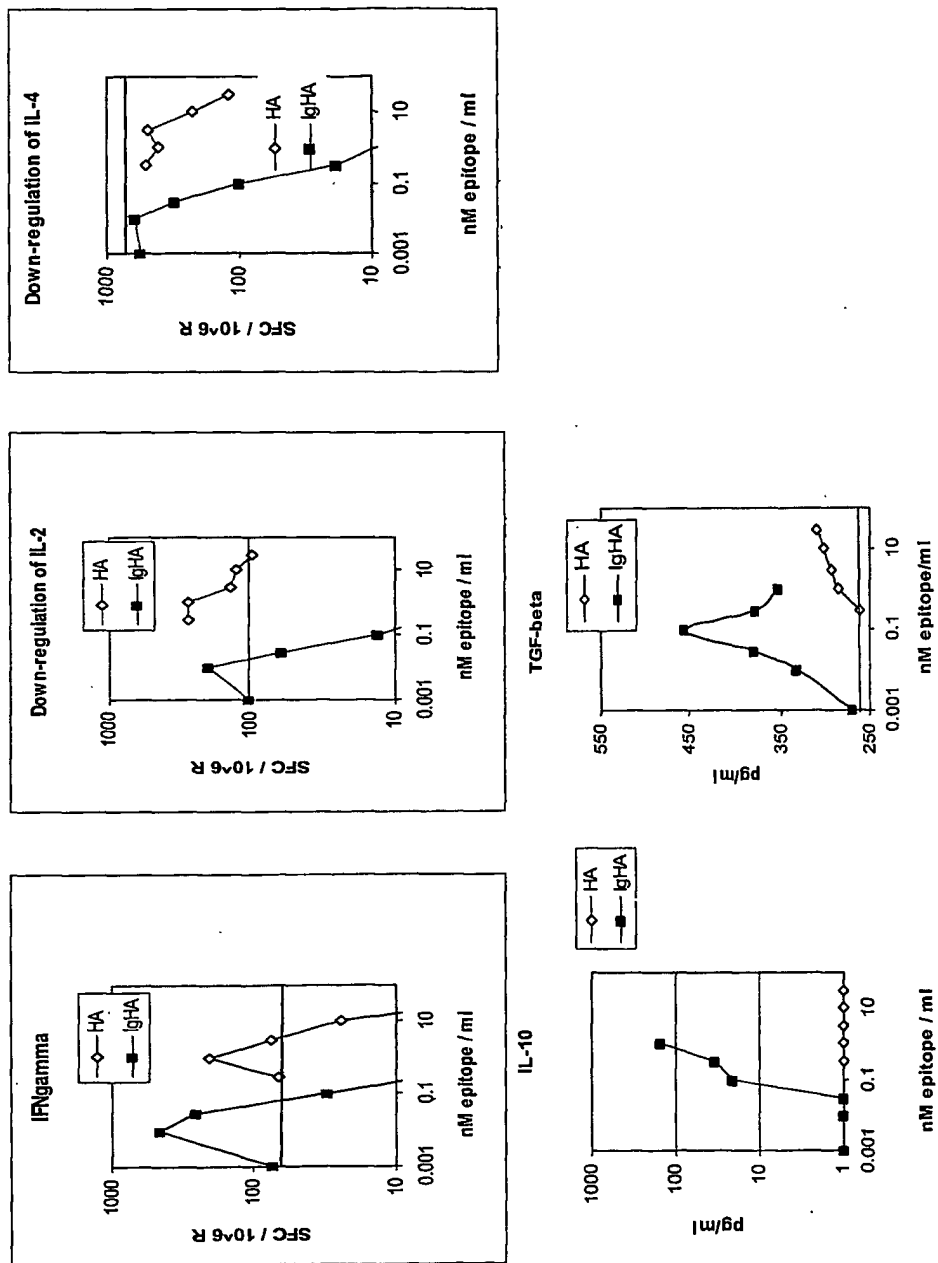 IFNgamma
1000
100
10
SFC / 10^6 R
HA
IgHA
0.001
0.1
10
nM epitope / ml
Down-regulation of IL-2
1000
100
10
SFC / 10^6 R
HA
IgHA
0.001
0.1
10
nM epitope / ml
Down-regulation of IL-4
1000
100
10
SFC / 10^6 R
HA
IgHA
0.001
0.1
10
nM epitope / ml
IL-10
1000
100
10
1
pg/ml
HA
IgHA
0.001
0.1
10
nM epitope / ml
TGF-beta
550
450
350
250
pg/ml
HA
IgHA
0.001
0.1
10
nM epitope/ml